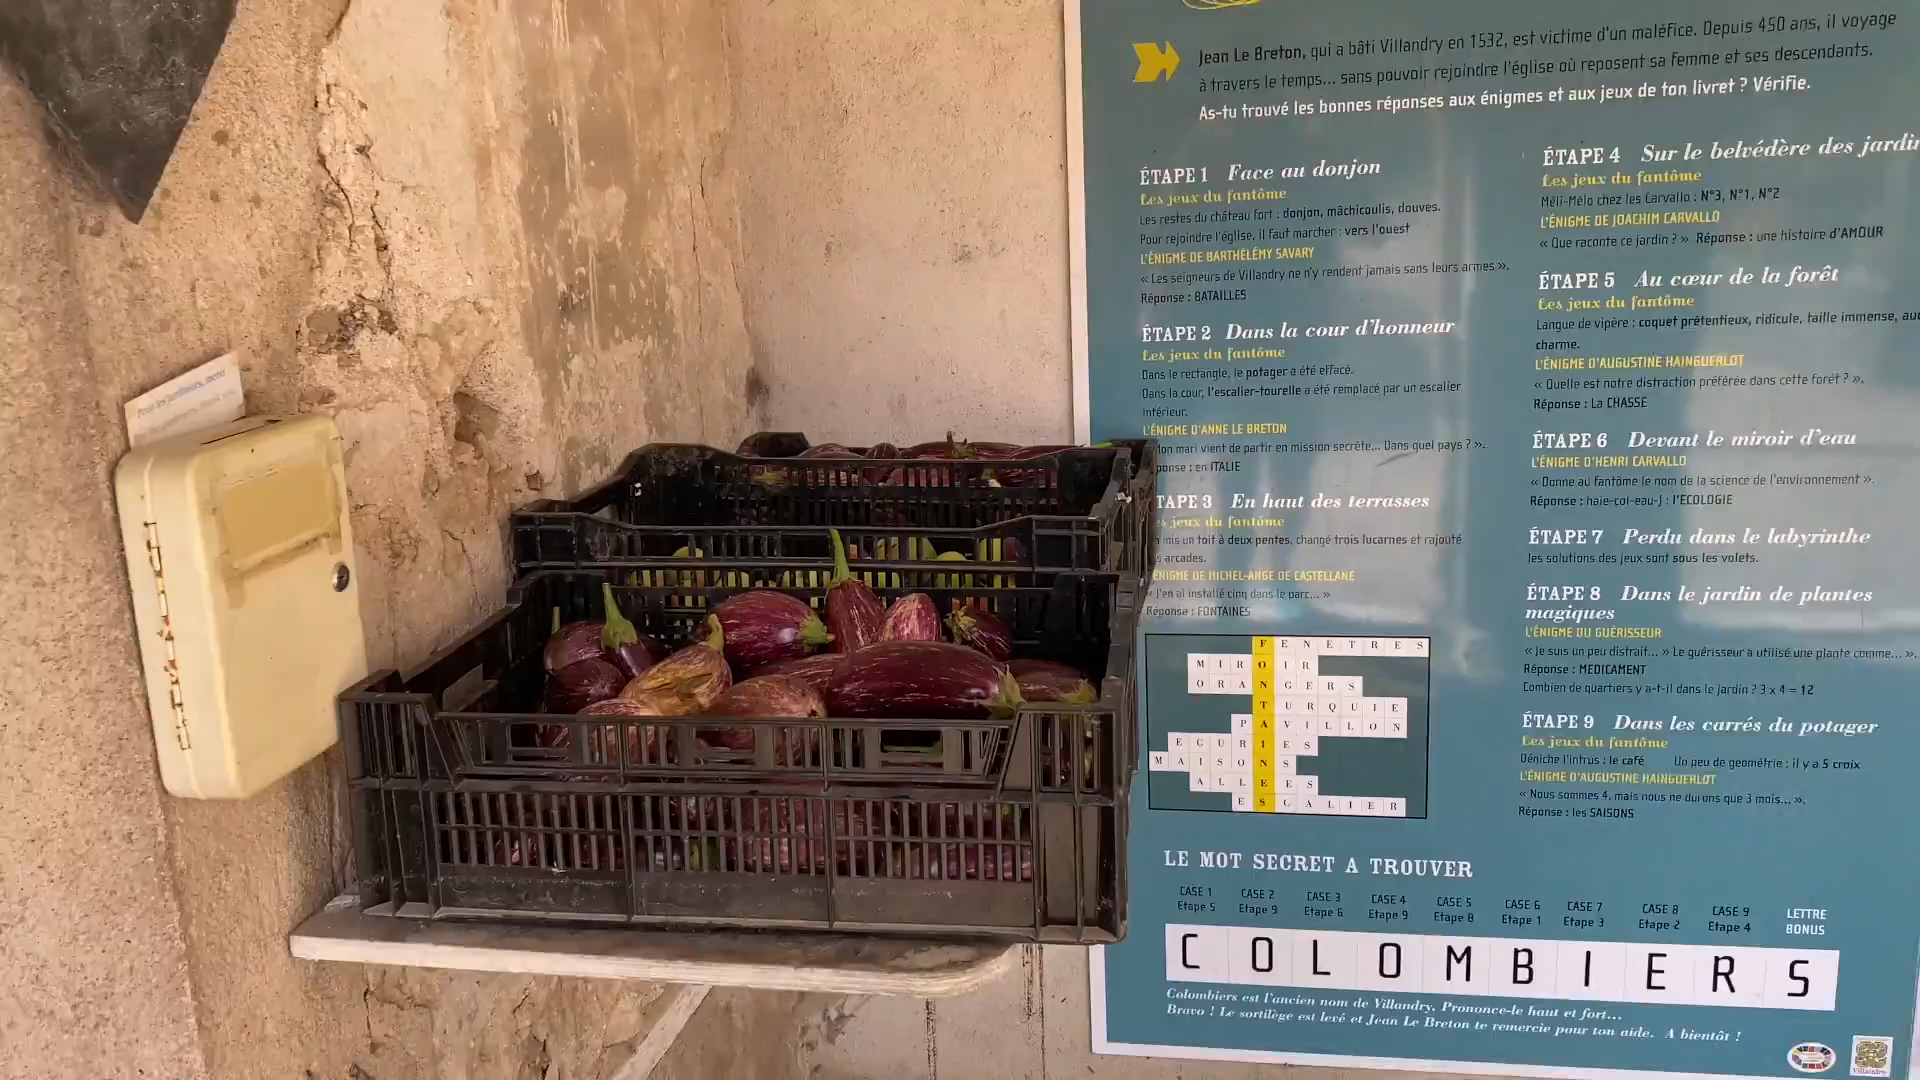 Jean Le Breton, qui a bâti Villandry en 1532, est victime d'un maléfice. Depuis 450 ans, il voyage
à travers le temps... sans pouvoir rejoindre l'église où reposent sa femme et ses descendants.
As-tu trouvé les bonnes réponses aux énigmes et aux jeux de ton livret ? Vérifie.
ÉTAPE 1 Face au donjon
Les jeux du fantôme
Les restes du château fort : donjon, mâchicoulis, douves.
Pour rejoindre l'église, il faut marcher : vers l'ouest
L'ÉNIGME DE BARTHÉLÉMY SAVARY
« Les seigneurs de Villandry ne n'y rendent jamais sans leurs armes ».
Réponse : BATAILLES
ÉTAPE 2 Dans la cour d'honneur
Les jeux du fantôme
Dans le rectangle, le potager a été effacé.
Dans la cour, l'escalier-tourelle a été remplacé par un escalier
intérieur.
L'ÉNIGME D'ANNE LE BRETON
Mon mari vient de partir en mission secrète... Dans quel pays ? ».
ponse : en ITALIE
TAPE 3 En haut des terrasses
s jeux du fantôme
a mis un toit à deux pentes, changé trois lucarnes et rajouté
s arcades.
ÉNIGME DE MICHEL-ANGE DE CASTELLANE
« J'en ai installé cinq dans le parc... »
Réponse : FONTAINES
FENETRES
MIROIR
ORANGERS
TURQUIE
PAVILLON
ECURIES
MAISONS
ALLEES
ESCALIER
ÉTAPE 4 Sur le belvédère des jardin
Les jeux du fantôme
Méli-Mélo chez les Carvallo : N°3, N°1, N°2
L'ÉNIGME DE JOACHIM CARVALLO
« Que raconte ce jardin ? » Réponse : une histoire d'AMOUR
ÉTAPE 5 Au cœur de la forêt
Les jeux du fantôme
Langue de vipère : coquet prétentieux, ridicule, taille immense, auc
charme.
L'ÉNIGME D'AUGUSTINE HAINGUERLOT
« Quelle est notre distraction préférée dans cette forêt ? ».
Réponse : La CHASSE
ÉTAPE 6 Devant le miroir d'eau
L'ÉNIGME D'HENRI CARVALLO
« Donne au fantôme le nom de la science de l'environnement ».
Réponse : haie-col-eau-J : l'ECOLOGIE
ÉTAPE 7 Perdu dans le labyrinthe
les solutions des jeux sont sous les volets.
ÉTAPE 8 Dans le jardin de plantes
magiques
L'ÉNIGME DU GUÉRISSEUR
« Je suis un peu distrait... » Le guérisseur a utilisé une plante comme... ».
Réponse : MEDICAMENT
Combien de quartiers y a-t-il dans le jardin ? 3 x 4 = 12
ÉTAPE 9 Dans les carrés du potager
Les jeux du fantôme
Déniche l'intrus : le café Un peu de geométrie : il y a 5 croix
L'ÉNIGME D'AUGUSTINE HAINGUERLOT
« Nous sommes 4, mais nous ne durons que 3 mois... ».
Réponse : les SAISONS
LE MOT SECRET A TROUVER
CASE 1 CASE 2 CASE 3 CASE 4 CASE 5 CASE 6 CASE 7 CASE 8 CASE 9 LETTRE
Etape 5 Etape 9 Etape 6 Etape 9 Etape 8 Etape 1 Etape 3 Etape 2 Etape 4 BONUS
C O L O M B I E R S
Colombiers est l'ancien nom de Villandry. Prononce-le haut et fort...
Bravo ! Le sortilège est levé et Jean Le Breton te remercie pour ton aide. A bientôt !
Villandry